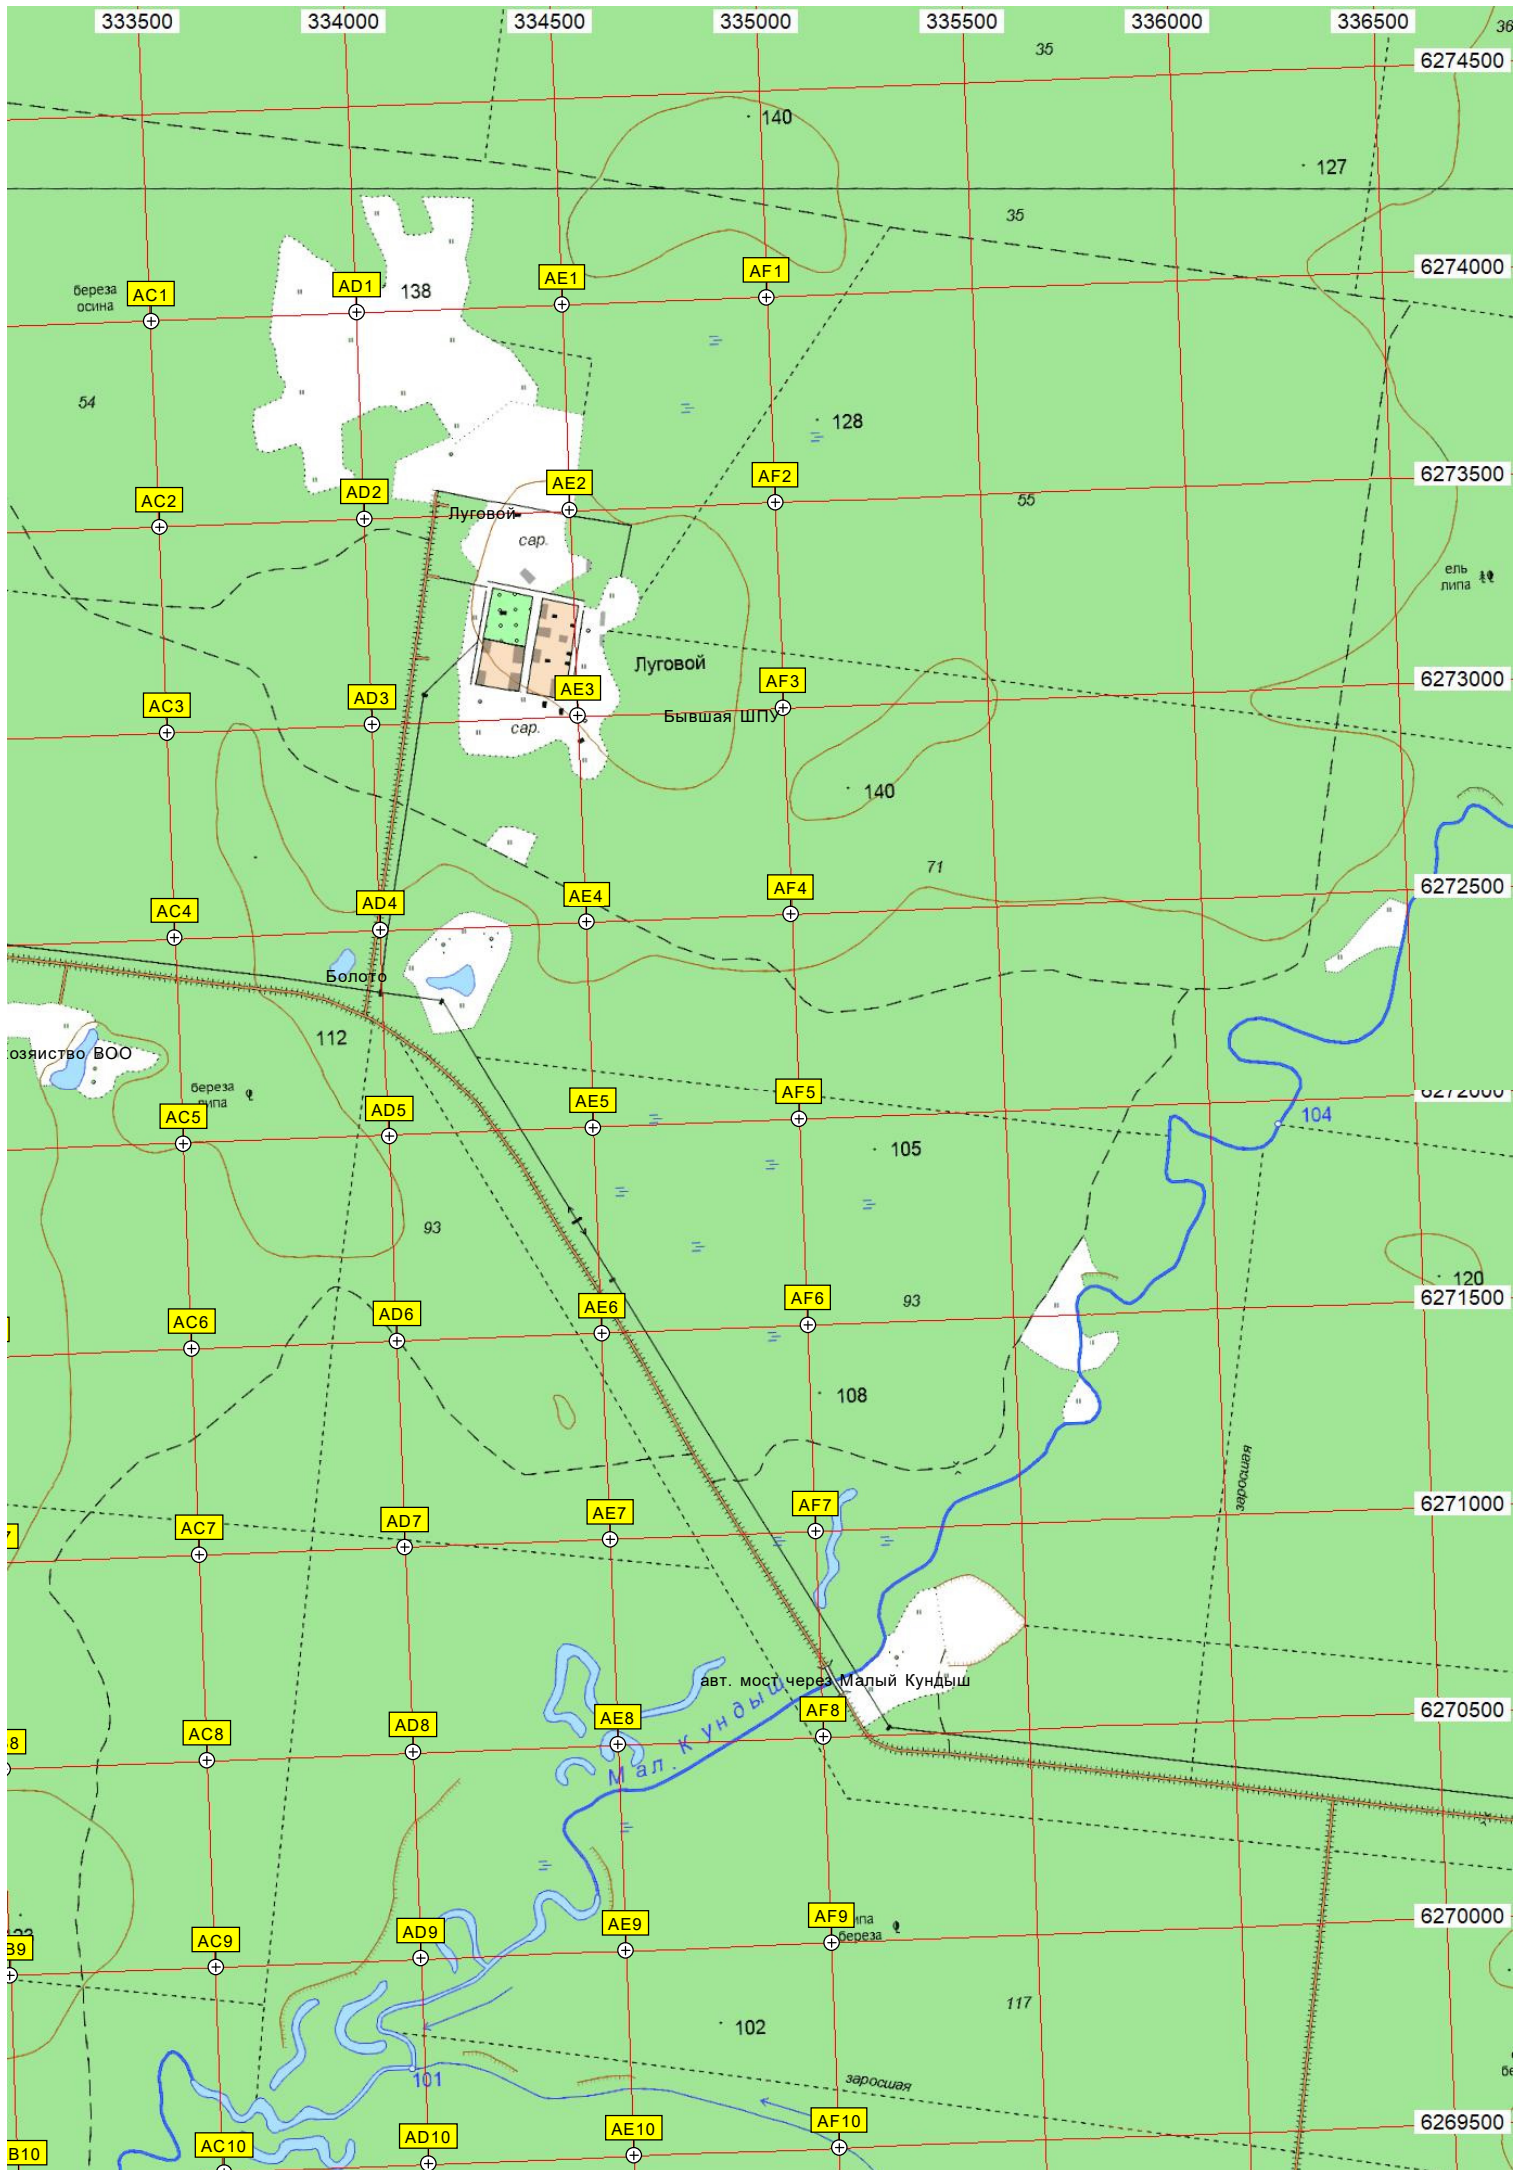 333500 334000 334500 335000 335500 336000 336500
35
6274500
140
127
35
6274000
береза
осина
AC1 AD1 138 AE1 AF1
54
128
6273500
AC2 AD2 AE2 AF2
55
Луговой
сар.
ель
липа
Луговой
6273000
AC3 AD3 AE3 AF3
Бывшая ШПУ
сар.
140
71
6272500
AC4 AD4 AE4 AF4
Болото
112
ВОО
береза
липа
6272000
AC5 AD5 AE5 AF5
104
105
93
120
6271500
AC6 AD6 AE6 AF6
93
108
заросшая
6271000
AC7 AD7 AE7 AF7
авт. мост через Малый Кундыш
Мал. Кундыш
6270500
AC8 AD8 AE8 AF8
6270000
B9 AC9 AD9 AE9 AF9
береза
117
102
101
заросшая
6269500
B10 AC10 AD10 AE10 AF10